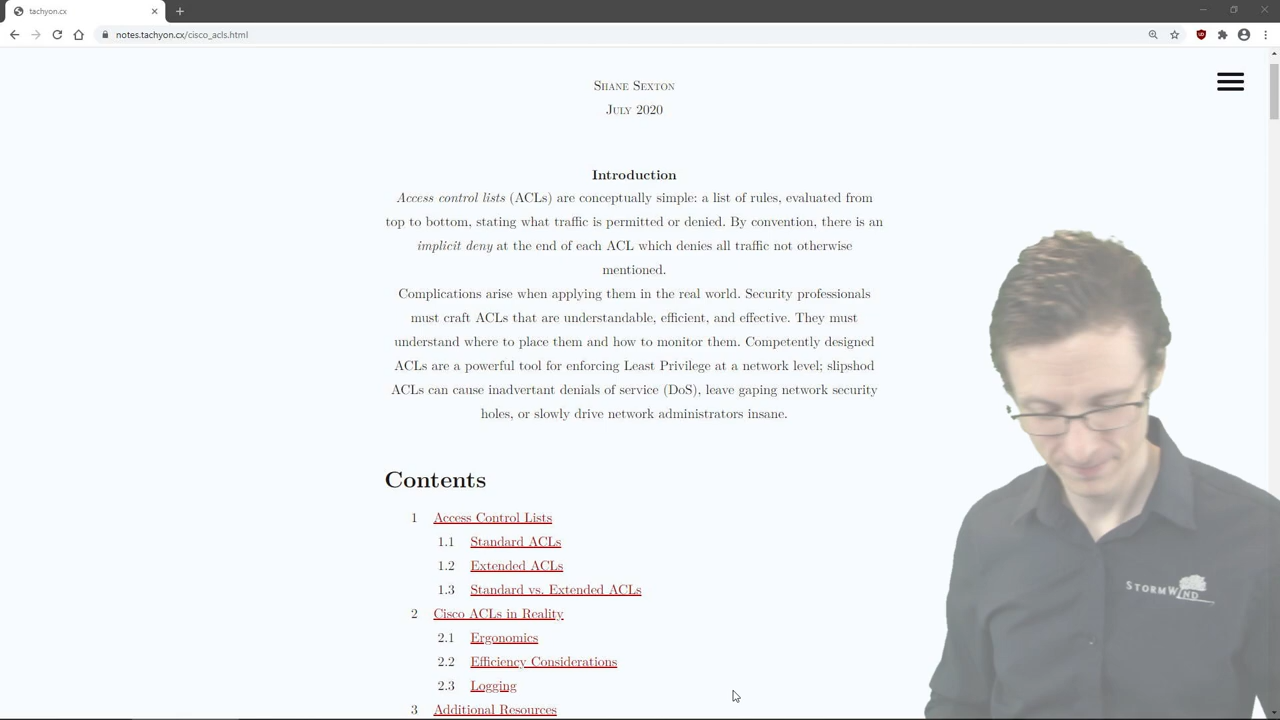 tachyon.cx
notes.tachyon.cx/cisco_acls.html
Shane Sexton
July 2020
Introduction
Access control lists (ACLs) are conceptually simple: a list of rules, evaluated from
top to bottom, stating what traffic is permitted or denied. By convention, there is an
implicit deny at the end of each ACL which denies all traffic not otherwise
mentioned.
Complications arise when applying them in the real world. Security professionals
must craft ACLs that are understandable, efficient, and effective. They must
understand where to place them and how to monitor them. Competently designed
ACLs are a powerful tool for enforcing Least Privilege at a network level; slipshod
ACLs can cause inadvertant denials of service (DoS), leave gaping network security
holes, or slowly drive network administrators insane.
Contents
1 Access Control Lists
1.1 Standard ACLs
1.2 Extended ACLs
1.3 Standard vs. Extended ACLs
2 Cisco ACLs in Reality
2.1 Ergonomics
2.2 Efficiency Considerations
2.3 Logging
3 Additional Resources
StormWind